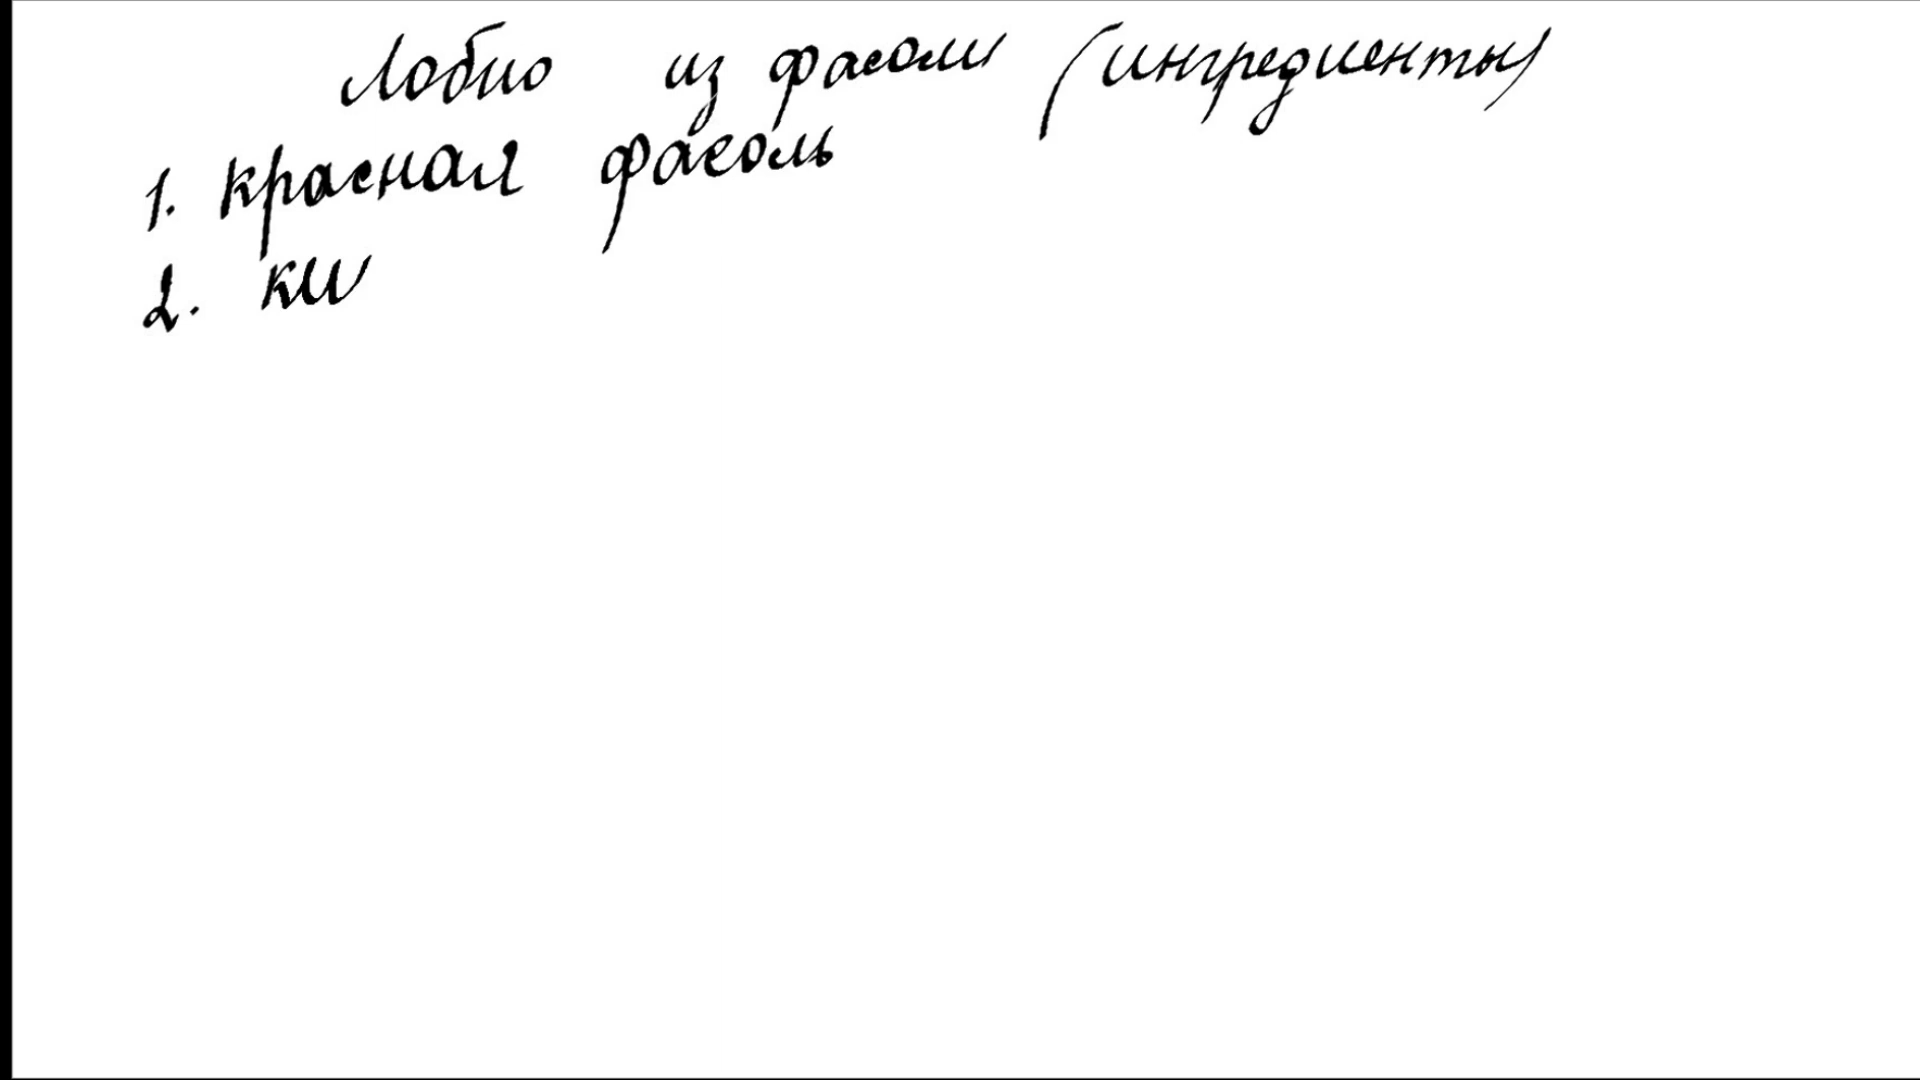 Лобио из фасоли (ингредиенты)
1. красная фасоль
2. ки